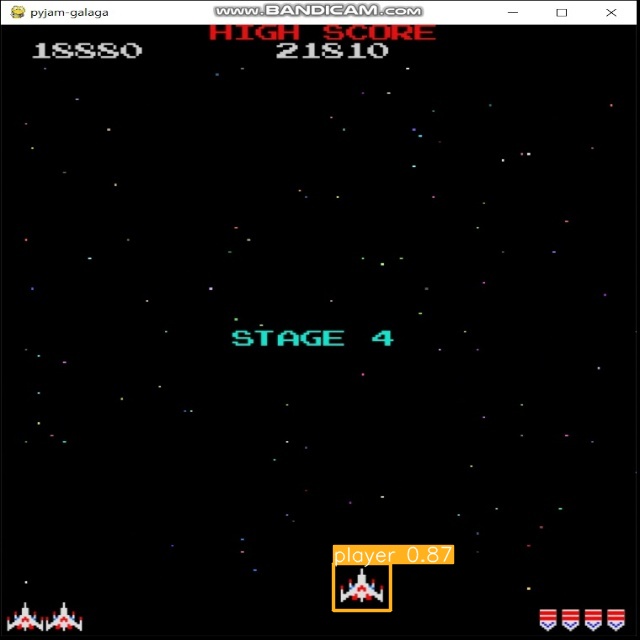 pyjam-galaga
www.BANDICAM.com
HIGH SCORE
18880
21810
STAGE 4
player 0.87